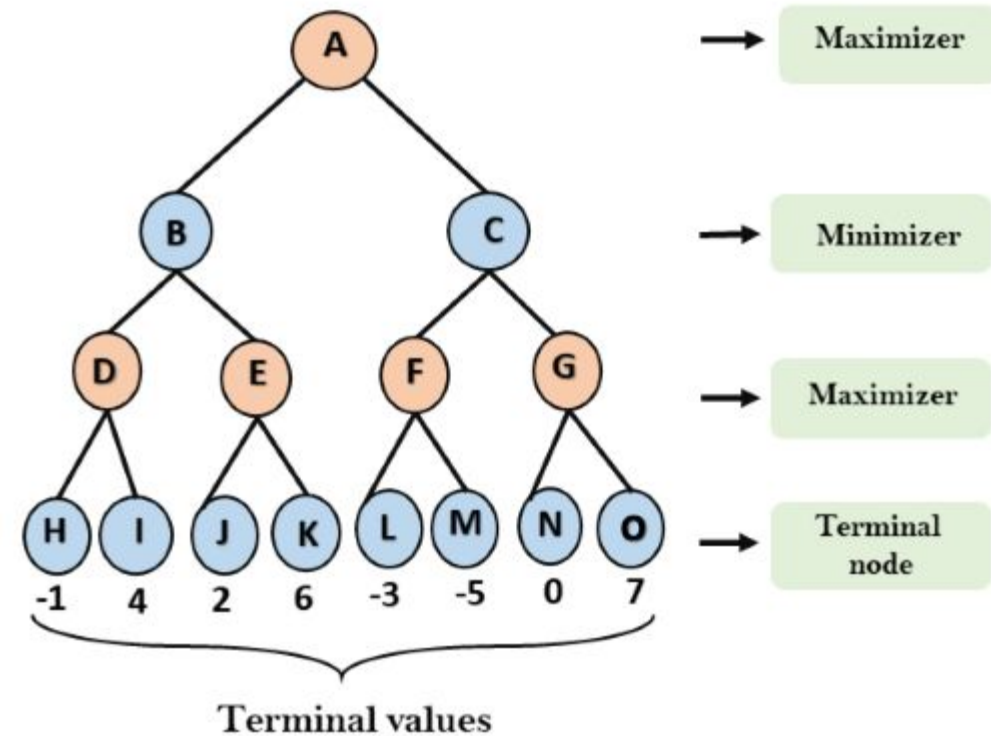 A
Maximizer
B
C
Minimizer
D
E
F
G
Maximizer
H
I
J
K
L
M
N
O
Terminal
node
-1
4
2
6
-3
-5
0
7
Terminal values